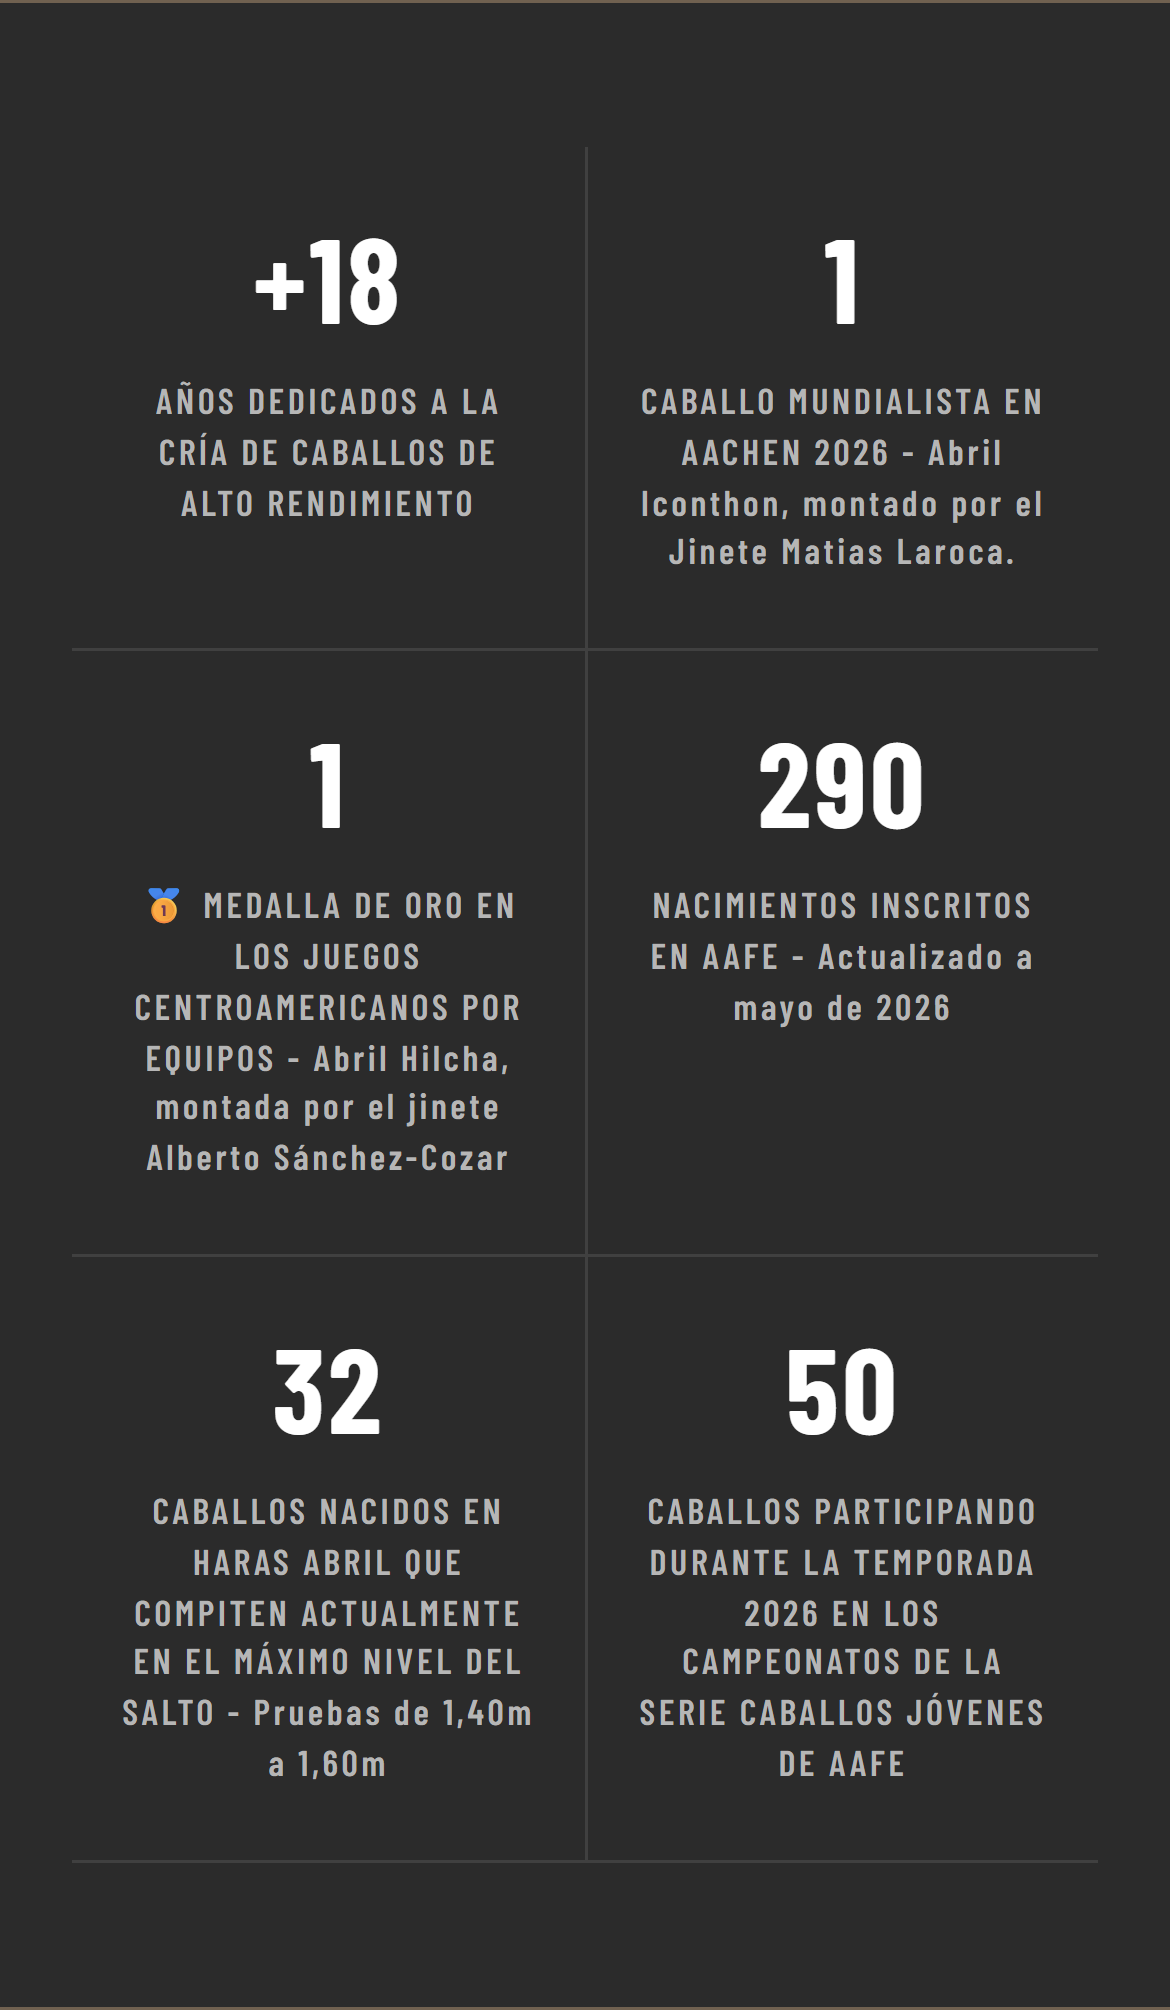 +18
AÑOS DEDICADOS A LA
CRÍA DE CABALLOS DE
ALTO RENDIMIENTO
1
CABALLO MUNDIALISTA EN
AACHEN 2026 - Abril
Iconthon, montado por el
Jinete Matias Laroca.
1
🥇 MEDALLA DE ORO EN
LOS JUEGOS
CENTROAMERICANOS POR
EQUIPOS - Abril Hilcha,
montada por el jinete
Alberto Sánchez-Cozar
290
NACIMIENTOS INSCRITOS
EN AAFE - Actualizado a
mayo de 2026
32
CABALLOS NACIDOS EN
HARAS ABRIL QUE
COMPITEN ACTUALMENTE
EN EL MÁXIMO NIVEL DEL
SALTO - Pruebas de 1,40m
a 1,60m
50
CABALLOS PARTICIPANDO
DURANTE LA TEMPORADA
2026 EN LOS
CAMPEONATOS DE LA
SERIE CABALLOS JÓVENES
DE AAFE